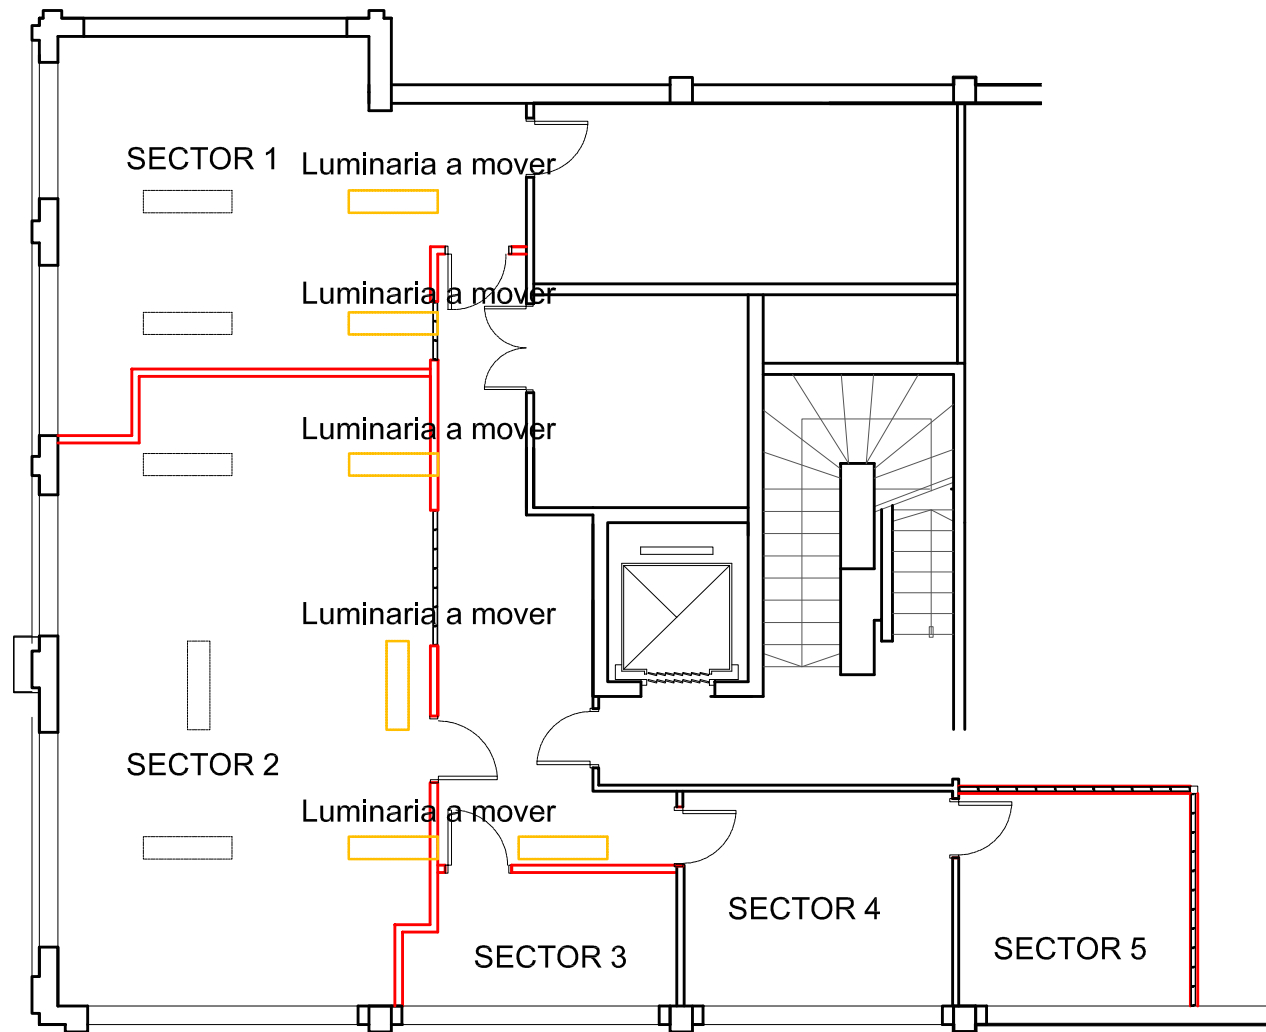 SECTOR 1
Luminaria a mover
Luminaria a mover
Luminaria a mover
Luminaria a mover
SECTOR 2
Luminaria a mover
SECTOR 4
SECTOR 5
SECTOR 3